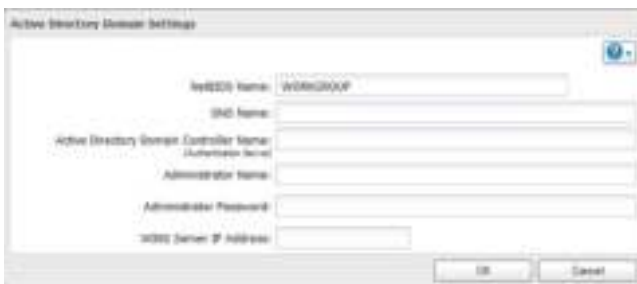 Active Directory Domain Settings
NetBIOS Name: WORKGROUP
DNS Name:
Active Directory Domain Controller Name:
(Authentication Server)
Administrator Name:
Administrator Password:
WINS Server IP Address:
OK Cancel